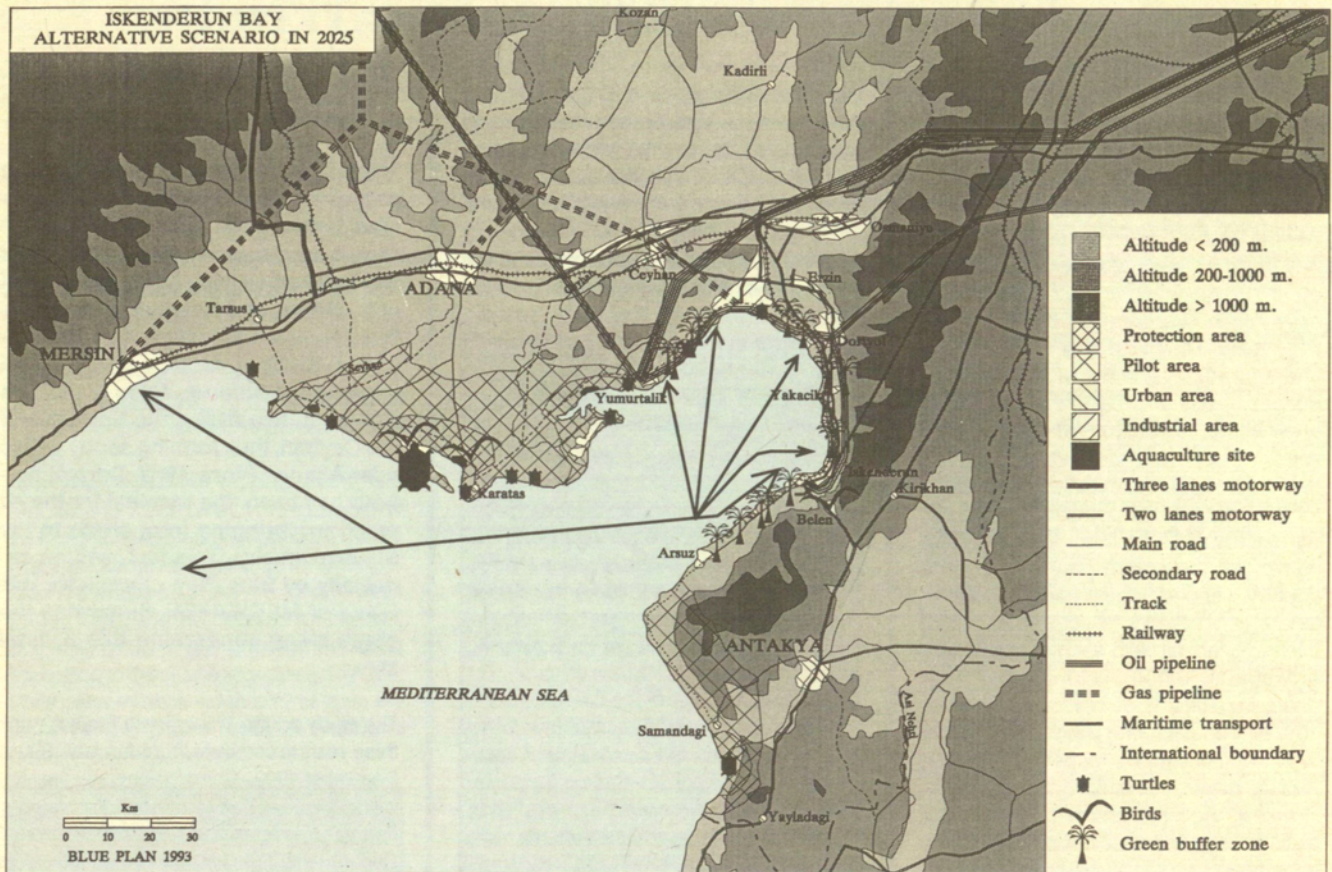 ISKENDERUN BAY
ALTERNATIVE SCENARIO IN 2025
Kozan
Kadirli
Osmaniye
Ceyhan
Erzin
ADANA
Tarsus
MERSIN
Dortyol
Yumurtalik
Yakacik
Karatas
Iskenderun
Kirikhan
Belen
Arsuz
ANTAKYA
MEDITERRANEAN SEA
Asi Nehri
Samandagi
Yayladagi
Km
0 10 20 30
BLUE PLAN 1993
Altitude < 200 m.
Altitude 200-1000 m.
Altitude > 1000 m.
Protection area
Pilot area
Urban area
Industrial area
Aquaculture site
Three lanes motorway
Two lanes motorway
Main road
Secondary road
Track
Railway
Oil pipeline
Gas pipeline
Maritime transport
International boundary
Turtles
Birds
Green buffer zone